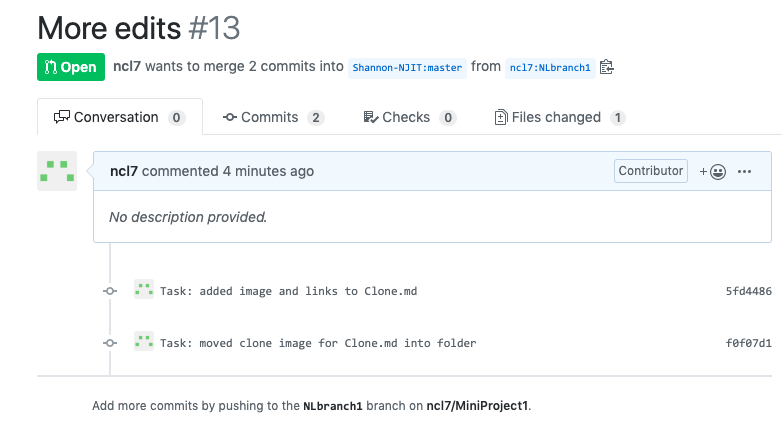 More edits #13
Open ncl7 wants to merge 2 commits into Shannon-NJIT:master from ncl7:NLbranch1
Conversation 0 Commits 2 Checks 0 Files changed 1
ncl7 commented 4 minutes ago Contributor
No description provided.
Task: added image and links to Clone.md 5fd4486
Task: moved clone image for Clone.md into folder f0f07d1
Add more commits by pushing to the NLbranch1 branch on ncl7/MiniProject1.